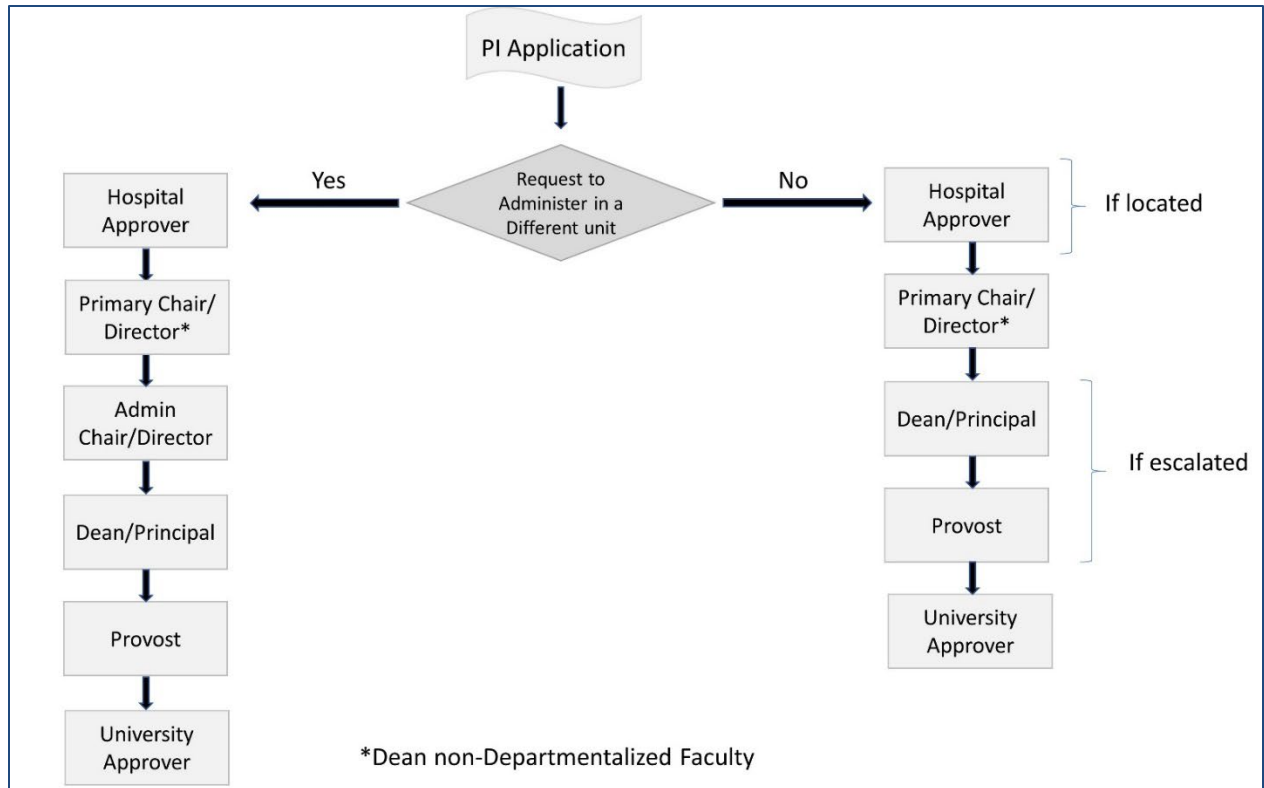 PI Application
Request to
Administer in a
Different unit
Yes
No
Hospital
Approver
Primary Chair/
Director*
Admin
Chair/Director
Dean/Principal
Provost
University
Approver
Hospital
Approver
If located
Primary Chair/
Director*
Dean/Principal
If escalated
Provost
University
Approver
*Dean non-Departmentalized Faculty